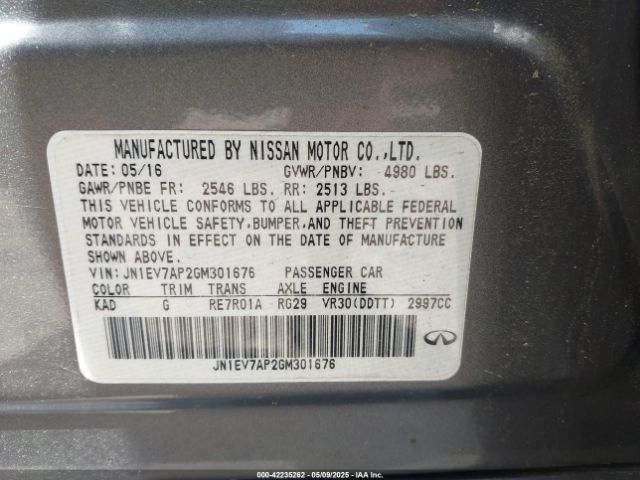 MANUFACTURED BY NISSAN MOTOR CO.,LTD.
DATE: 05/16 GVWR/PNBV: 4980 LBS.
GAWR/PNBE FR: 2546 LBS. RR: 2513 LBS.
THIS VEHICLE CONFORMS TO ALL APPLICABLE FEDERAL
MOTOR VEHICLE SAFETY, BUMPER, AND THEFT PREVENTION
STANDARDS IN EFFECT ON THE DATE OF MANUFACTURE
SHOWN ABOVE.
VIN: JN1EV7AP2GM301676 PASSENGER CAR
COLOR TRIM TRANS AXLE ENGINE
KAD G RE7R01A RG29 VR30(DDTT) 2997CC
JN1EV7AP2GM301676
000-42235262 - 05/09/2025 - IAA Inc.